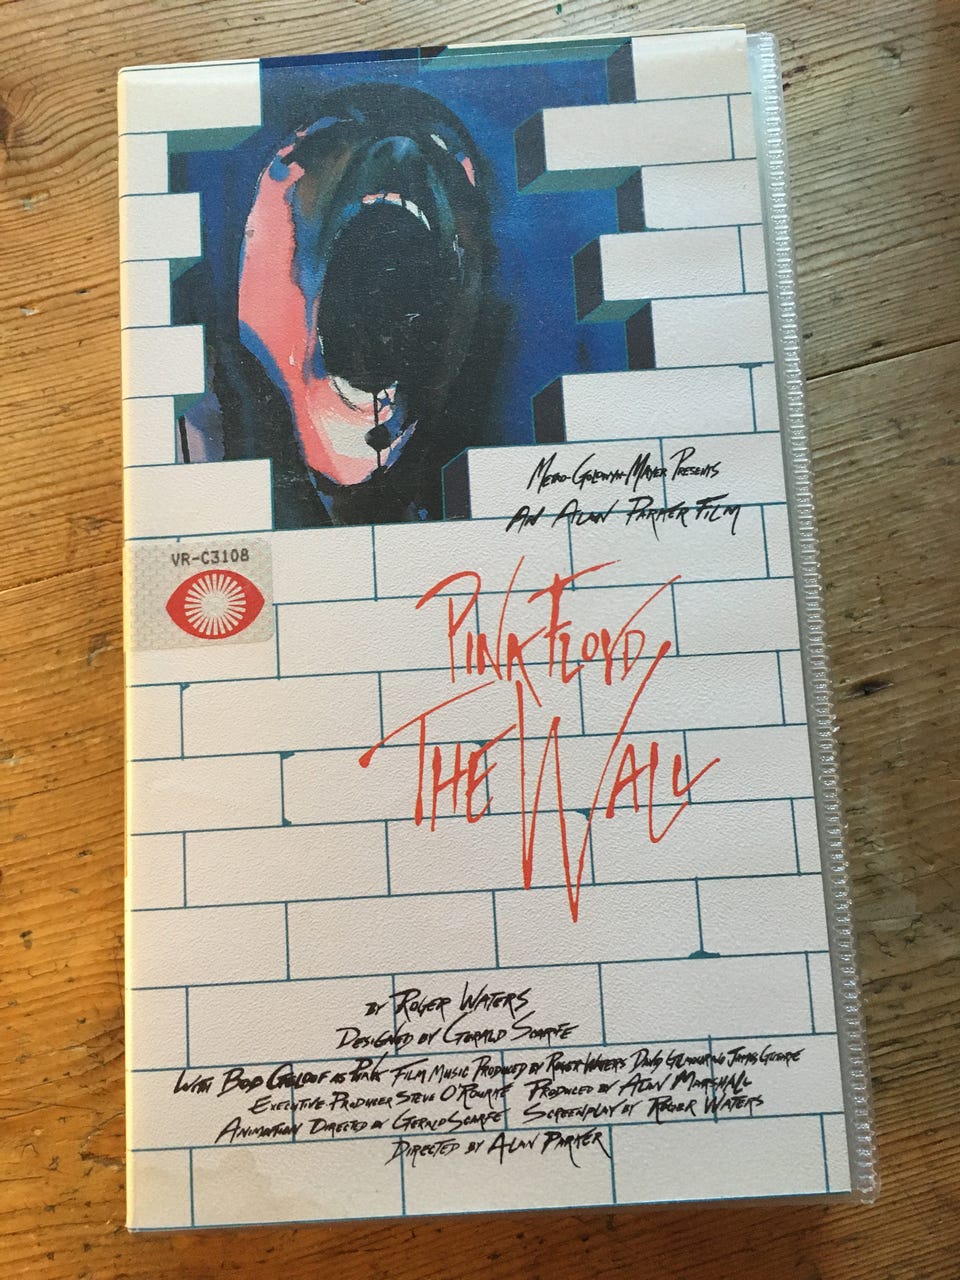 Metro-Goldwyn-Mayer Presents
An Alan Parker Film
VR-C3108
Pink Floyd
The Wall
by Roger Waters
Designed by Gerald Scarfe
With Bob Geldof as Pink Film Music Produced by Roger Waters David Gilmour and James Guthrie
Executive Producer Steve O'Rourke Produced by Alan Marshall
Animation Directed by Gerald Scarfe Screenplay by Roger Waters
Directed by Alan Parker